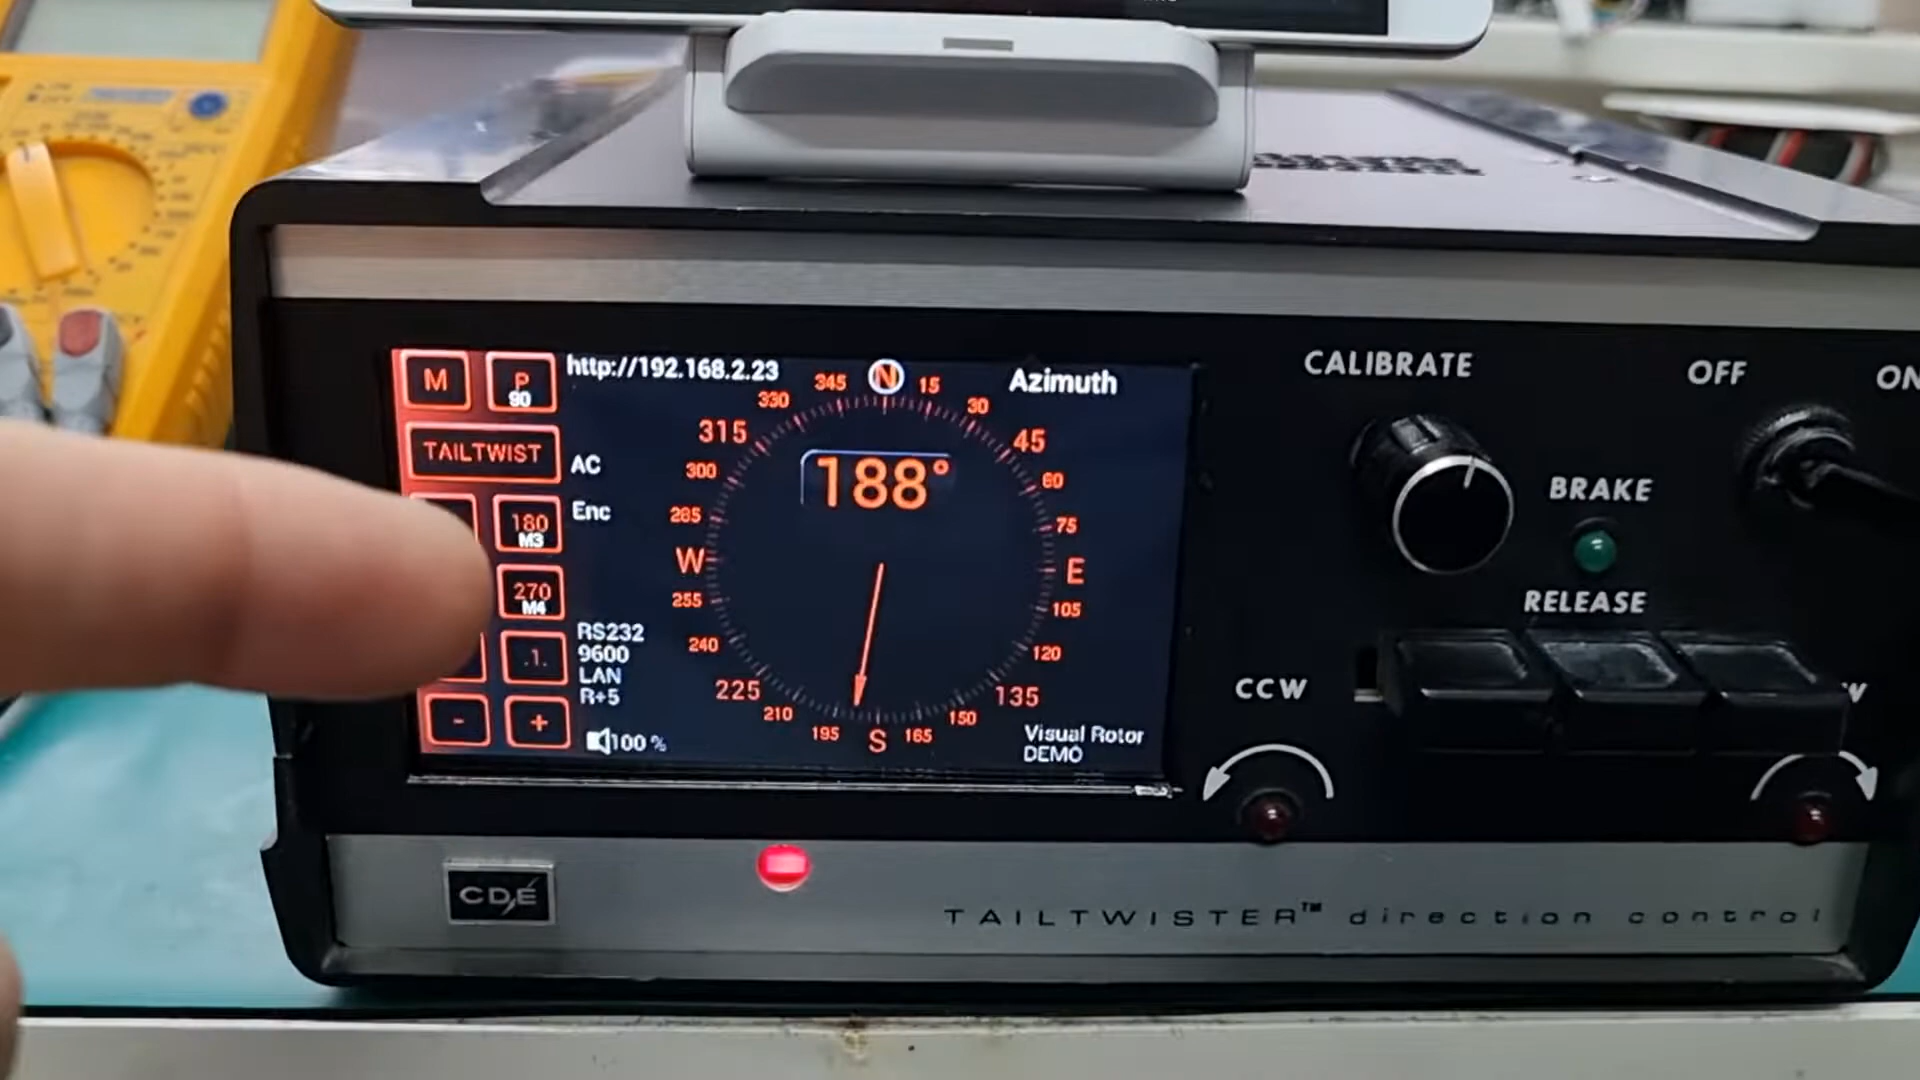 http://192.168.2.23
M
P
90
TAILTWIST
AC
Enc
180
M3
270
M4
.1.
-
+
RS232
9600
LAN
R+5
100 %
Azimuth
188°
N
15
30
45
60
75
E
105
120
135
150
165
S
195
210
225
240
255
W
285
300
315
330
345
Visual Rotor
DEMO
CALIBRATE
OFF
BRAKE
RELEASE
CCW
CDE
TAILTWISTER™ direction control